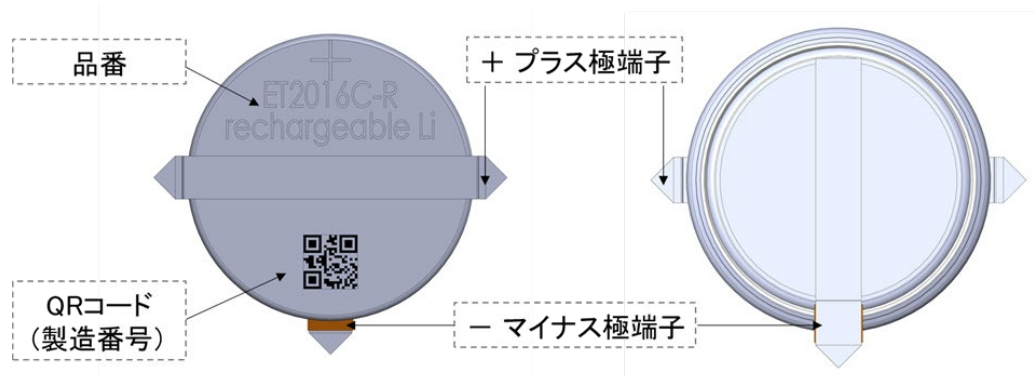 品番
+
ET2016C-R
rechargeable Li
＋ プラス極端子
QRコード
（製造番号）
－ マイナス極端子